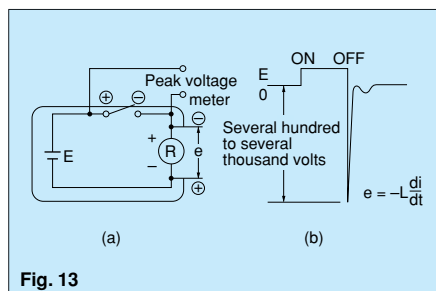 ⊕ ⊖
Peak voltage
meter
E
+
−
R
⊖
e
⊕
(a)
ON OFF
E
0
Several hundred
to several
thousand volts
e = −L di/dt
(b)
Fig. 13